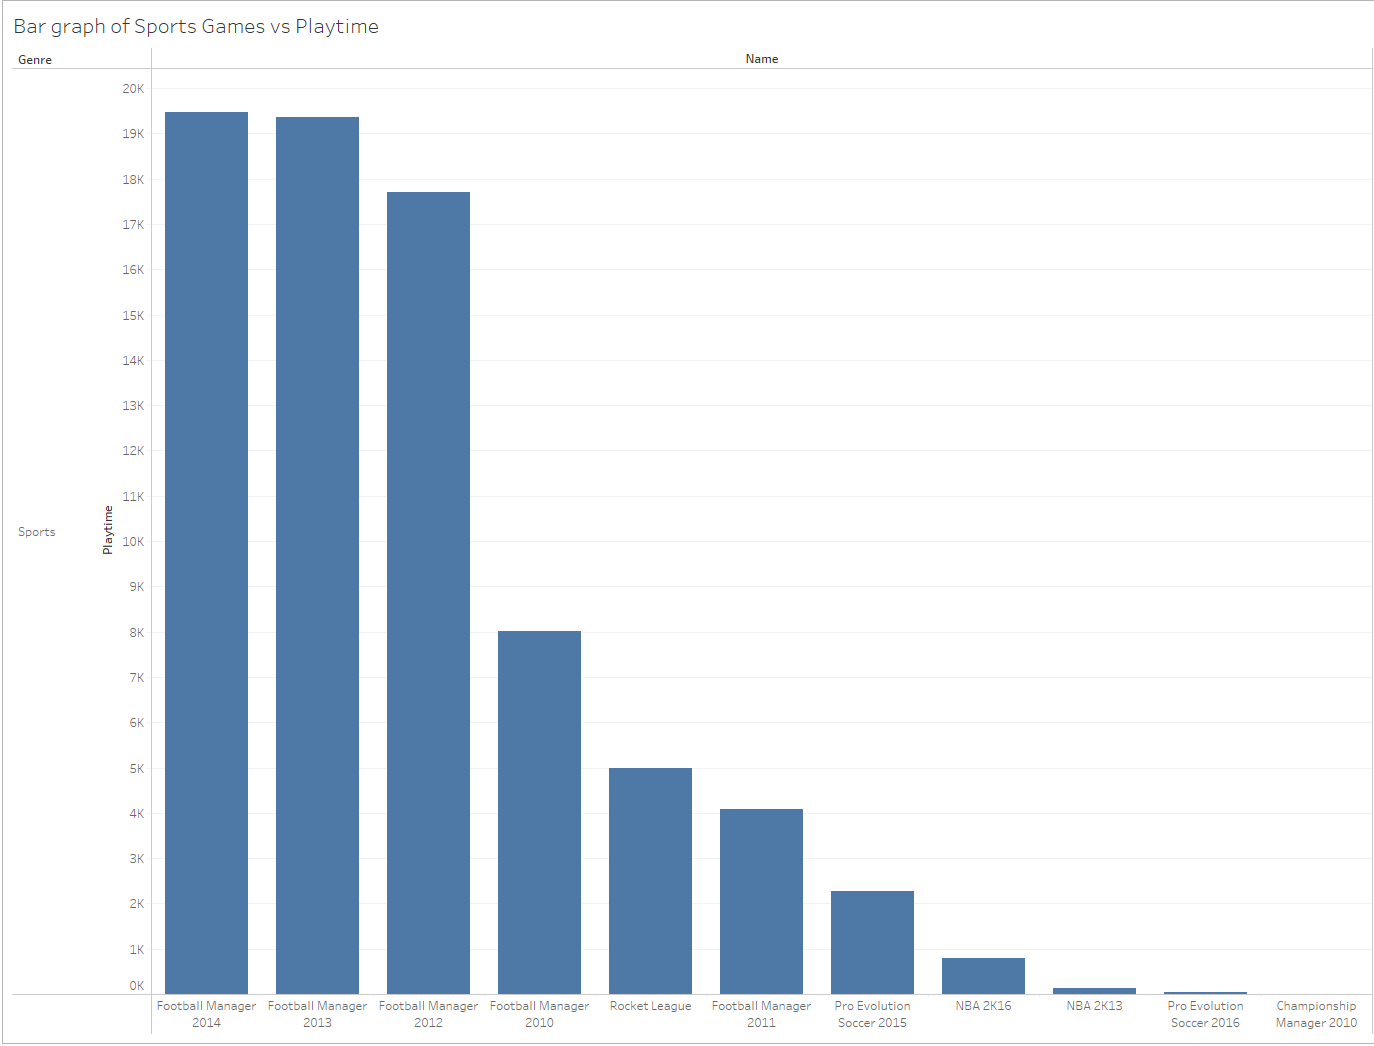 Bar graph of Sports Games vs Playtime
Genre
Name
20K
19K
18K
17K
16K
15K
14K
13K
12K
11K
10K
9K
8K
7K
6K
5K
4K
3K
2K
1K
0K
Playtime
Sports
Football Manager
2014
Football Manager
2013
Football Manager
2012
Football Manager
2010
Rocket League
Football Manager
2011
Pro Evolution
Soccer 2015
NBA 2K16
NBA 2K13
Pro Evolution
Soccer 2016
Championship
Manager 2010